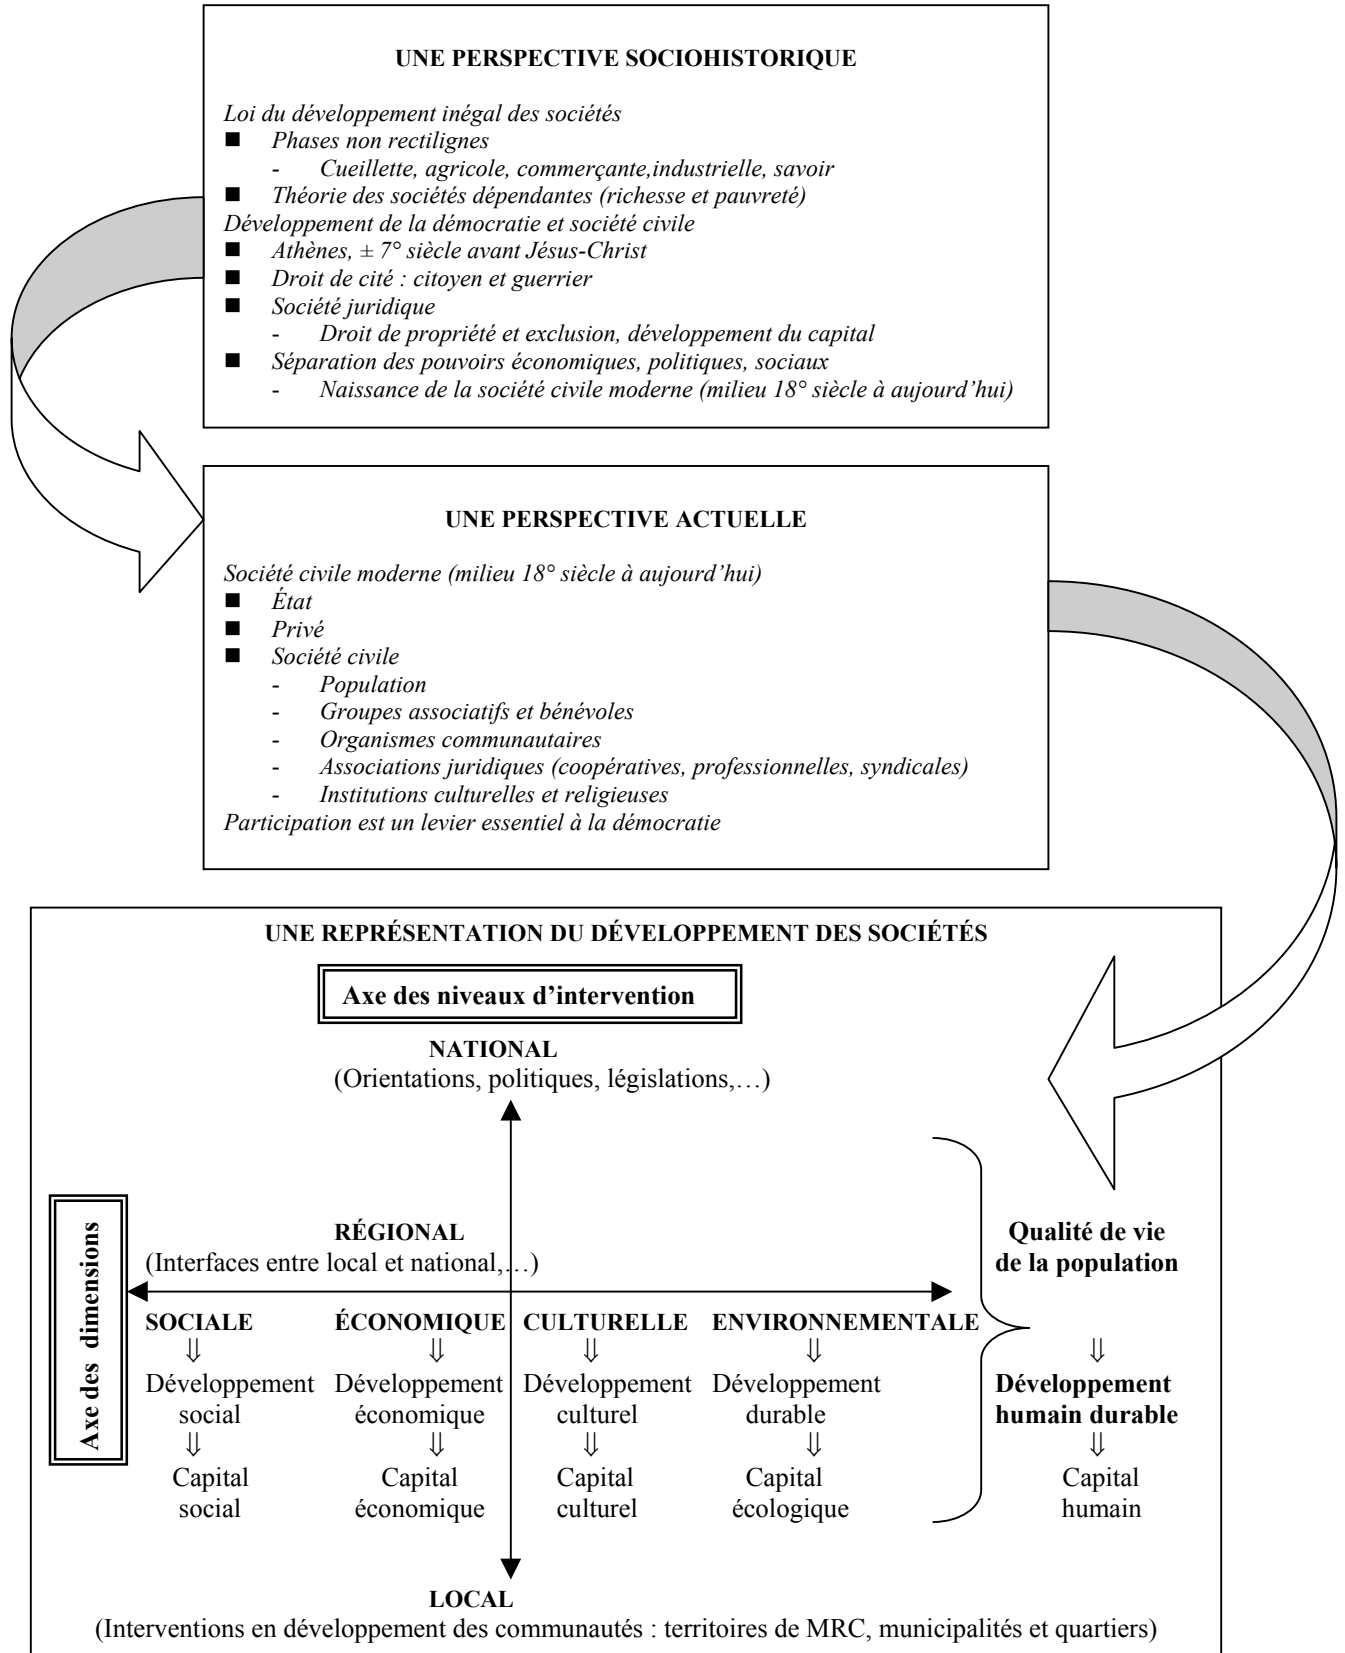 UNE PERSPECTIVE SOCIOHISTORIQUE
Loi du développement inégal des sociétés
■ Phases non rectilignes
- Cueillette, agricole, commerçante,industrielle, savoir
■ Théorie des sociétés dépendantes (richesse et pauvreté)
Développement de la démocratie et société civile
■ Athènes, ± 7° siècle avant Jésus-Christ
■ Droit de cité : citoyen et guerrier
■ Société juridique
- Droit de propriété et exclusion, développement du capital
■ Séparation des pouvoirs économiques, politiques, sociaux
- Naissance de la société civile moderne (milieu 18° siècle à aujourd’hui)
UNE PERSPECTIVE ACTUELLE
Société civile moderne (milieu 18° siècle à aujourd’hui)
■ État
■ Privé
■ Société civile
- Population
- Groupes associatifs et bénévoles
- Organismes communautaires
- Associations juridiques (coopératives, professionnelles, syndicales)
- Institutions culturelles et religieuses
Participation est un levier essentiel à la démocratie
UNE REPRÉSENTATION DU DÉVELOPPEMENT DES SOCIÉTÉS
Axe des niveaux d’intervention
NATIONAL
(Orientations, politiques, législations,…)
Axe des dimensions
RÉGIONAL
(Interfaces entre local et national,…)
Qualité de vie
de la population
SOCIALE ÉCONOMIQUE CULTURELLE ENVIRONNEMENTALE
⇓ ⇓ ⇓ ⇓ ⇓
Développement Développement Développement Développement Développement
social économique culturel durable humain durable
⇓ ⇓ ⇓ ⇓ ⇓
Capital Capital Capital Capital Capital
social économique culturel écologique humain
LOCAL
(Interventions en développement des communautés : territoires de MRC, municipalités et quartiers)